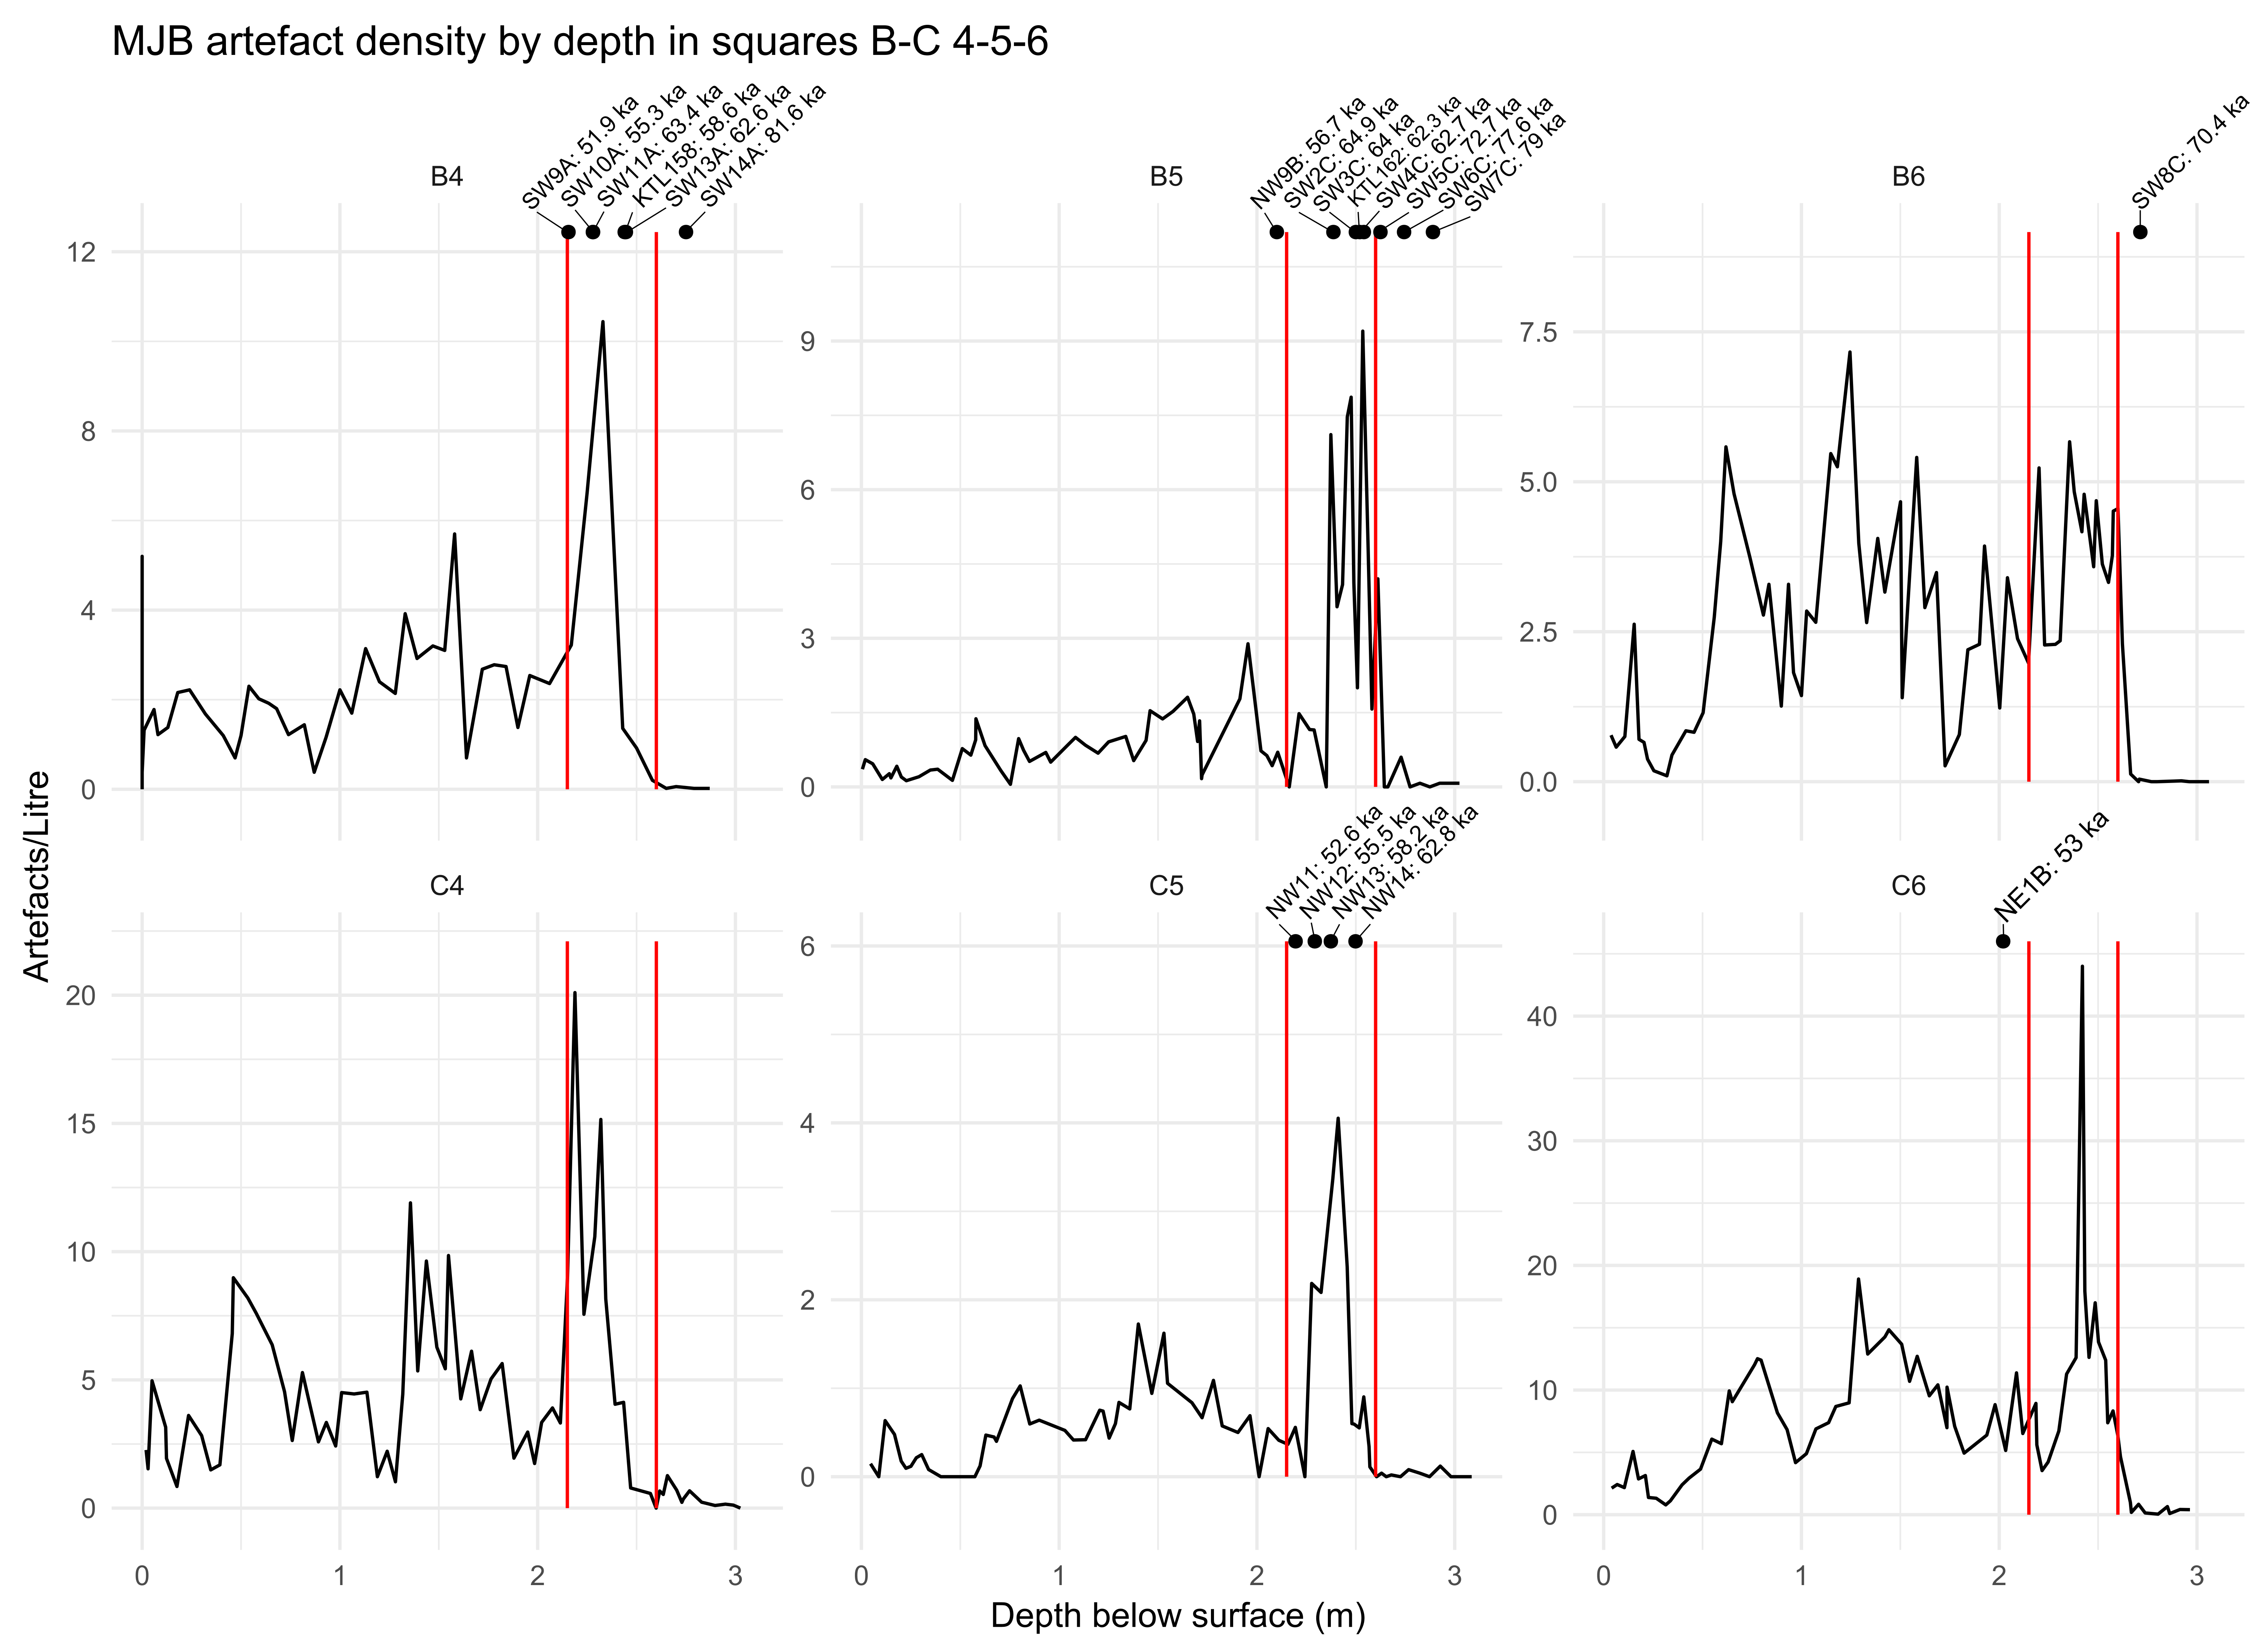 MJB artefact density by depth in squares B-C 4-5-6
SW9A: 51.9 ka
SW10A: 55.3 ka
SW11A: 63.4 ka
KTL158: 58.6 ka
SW13A: 62.6 ka
SW14A: 81.6 ka
NW9B: 56.7 ka
SW2C: 64.9 ka
SW3C: 64 ka
KTL162: 62.3 ka
SW4C: 62.7 ka
SW5C: 72.7 ka
SW6C: 77.6 ka
SW7C: 79 ka
SW8C: 70.4 ka
B4
B5
B6
12
8
4
0
9
6
3
0
7.5
5.0
2.5
0.0
Artefacts/Litre
NW11: 52.6 ka
NW12: 55.5 ka
NW13: 58.2 ka
NW14: 62.8 ka
NE1B: 53 ka
C4
C5
C6
20
15
10
5
0
6
4
2
0
40
30
20
10
0
0 1 2 3
0 1 2 3
0 1 2 3
Depth below surface (m)